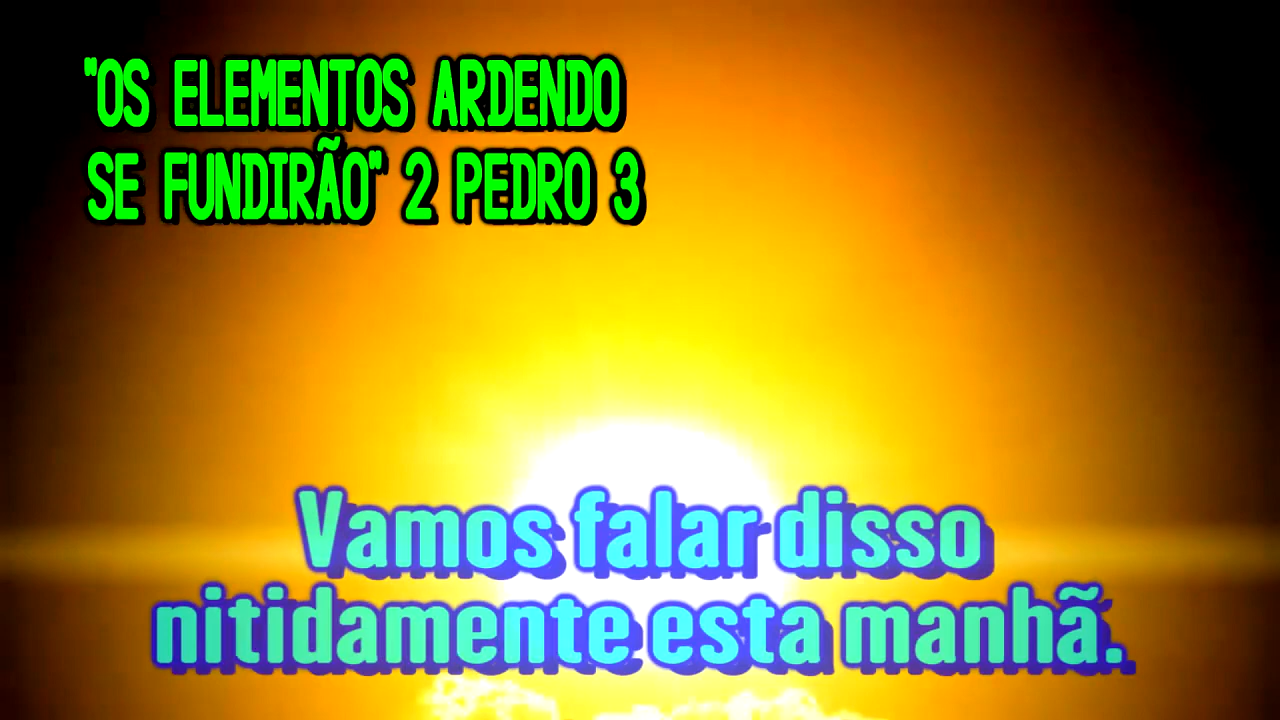 "OS ELEMENTOS ARDENDO
SE FUNDIRÃO" 2 PEDRO 3
Vamos falar disso
nitidamente esta manhã.